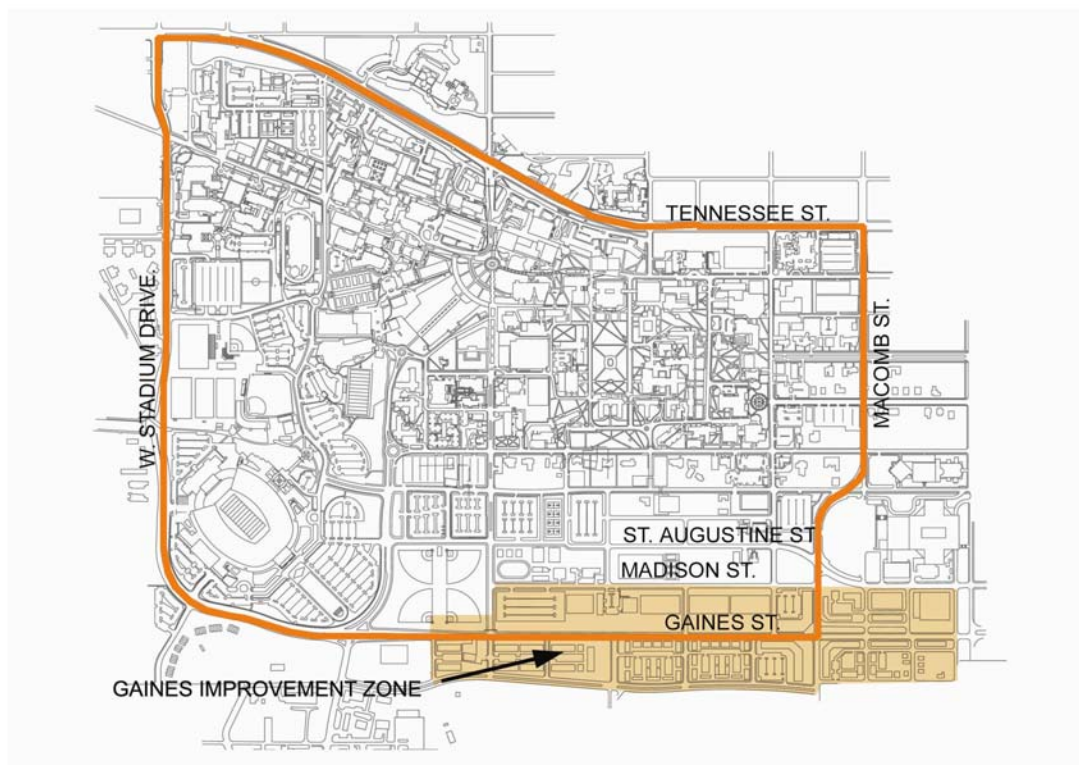 TENNESSEE ST.
W. STADIUM DRIVE
MACOMB ST.
ST. AUGUSTINE ST
MADISON ST.
GAINES ST.
GAINES IMPROVEMENT ZONE